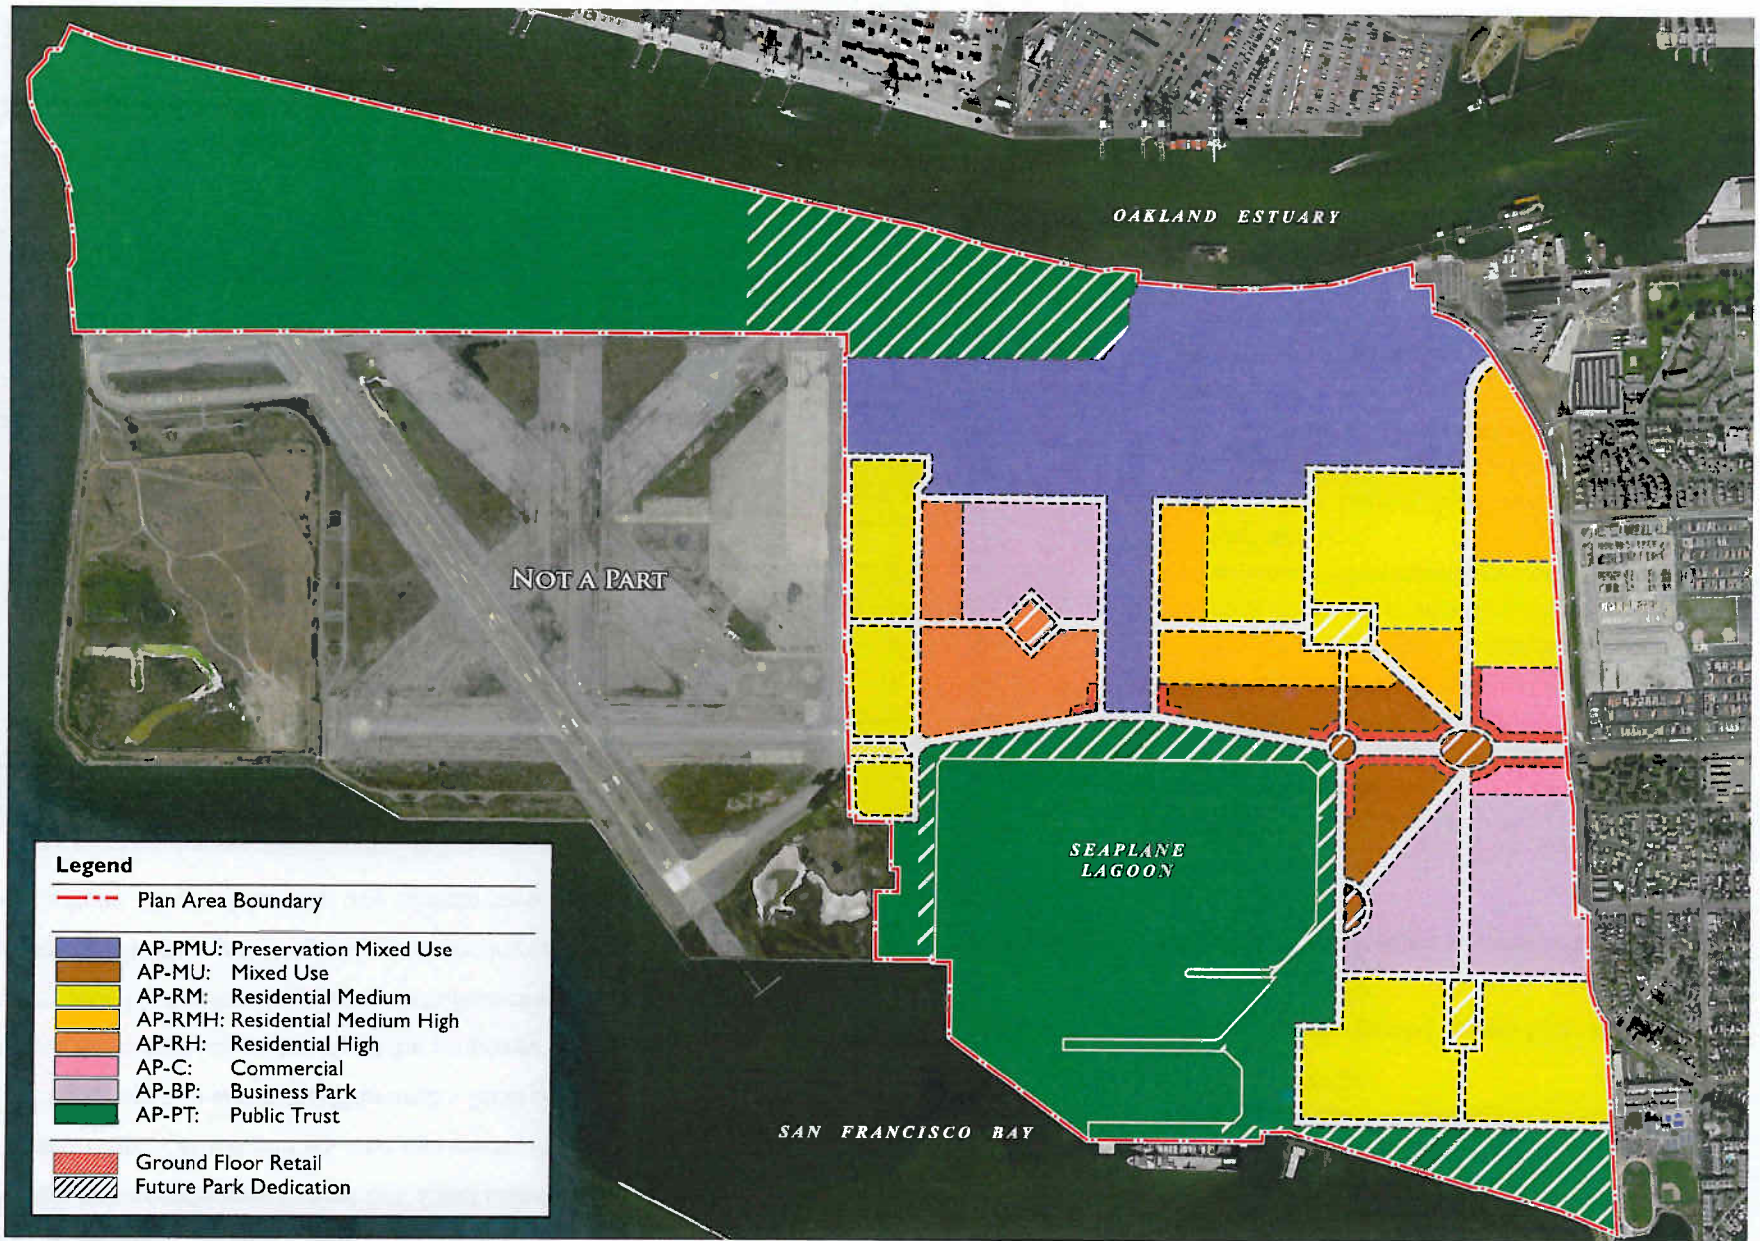 OAKLAND ESTUARY
NOT A PART
SEAPLANE
LAGOON
SAN FRANCISCO BAY
Legend
Plan Area Boundary
AP-PMU: Preservation Mixed Use
AP-MU: Mixed Use
AP-RM: Residential Medium
AP-RMH: Residential Medium High
AP-RH: Residential High
AP-C: Commercial
AP-BP: Business Park
AP-PT: Public Trust
Ground Floor Retail
Future Park Dedication